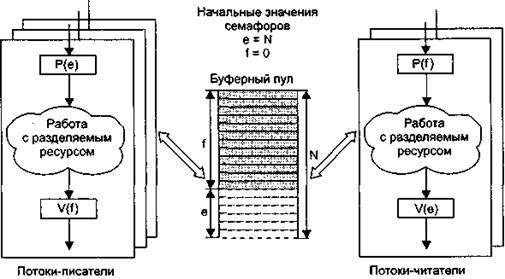 Начальные значения
семафоров
e = N
f = 0
P(e)
Работа
с разделяемым
ресурсом
V(f)
Потоки-писатели
Буферный пул
f
e
N
P(f)
Работа
с разделяемым
ресурсом
V(e)
Потоки-читатели